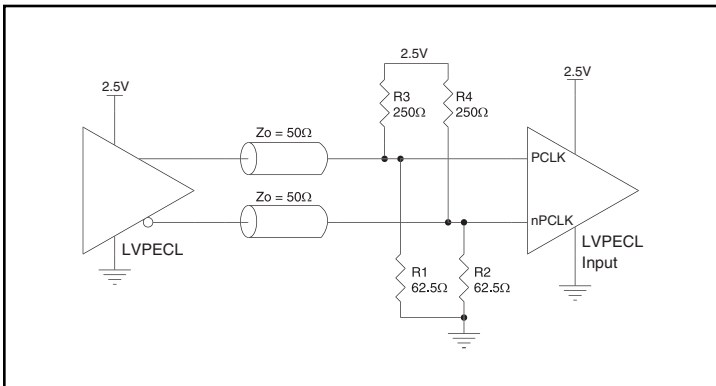 2.5V
2.5V
2.5V
R3
250Ω
R4
250Ω
Zo = 50Ω
PCLK
Zo = 50Ω
nPCLK
LVPECL
LVPECL
Input
R1
62.5Ω
R2
62.5Ω